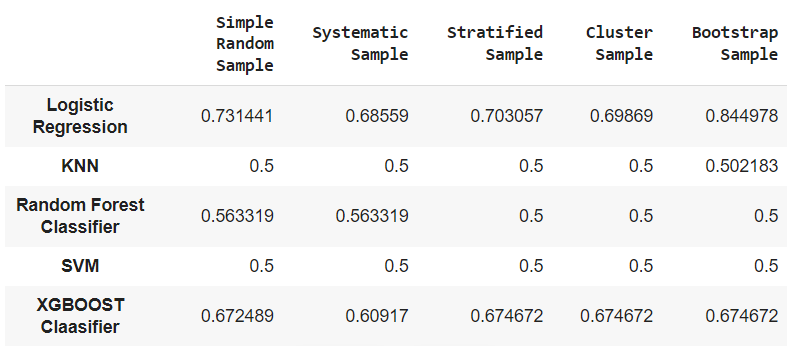 Simple
Random
Sample
Systematic
Sample
Stratified
Sample
Cluster
Sample
Bootstrap
Sample
Logistic
Regression
0.731441 0.68559 0.703057 0.69869 0.844978
KNN 0.5 0.5 0.5 0.5 0.502183
Random Forest
Classifier
0.563319 0.563319 0.5 0.5 0.5
SVM 0.5 0.5 0.5 0.5 0.5
XGBOOST
Claasifier
0.672489 0.60917 0.674672 0.674672 0.674672